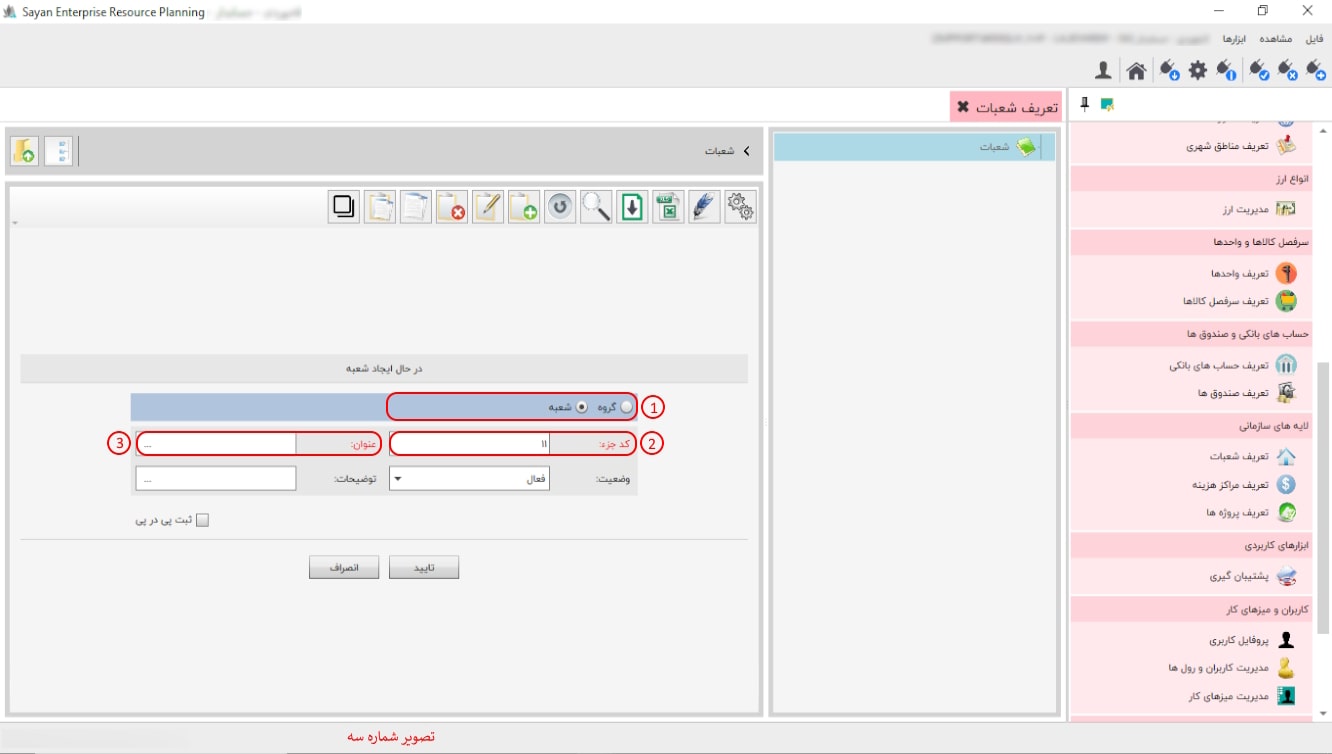 Sayan Enterprise Resource Planning
فایل مشاهده ابزارها
تعریف شعبات
تعریف مناطق شهری
انواع ارز
مدیریت ارز
سرفصل کالاها و واحدها
تعریف واحدها
تعریف سرفصل کالاها
حساب های بانکی و صندوق ها
تعریف حساب های بانکی
تعریف صندوق ها
لایه های سازمانی
تعریف شعبات
تعریف مراکز هزینه
تعریف پروژه ها
ابزارهای کاربردی
پشتیبان گیری
کاربران و میزهای کار
پروفایل کاربری
مدیریت کاربران و رول ها
مدیریت میزهای کار
شعبات
شعبات
در حال ایجاد شعبه
1 گروه شعبه
2 کد جزء: ۱۱ عنوان: ... 3
وضعیت: فعال توضیحات: ...
ثبت پی در پی
تایید انصراف
تصویر شماره سه